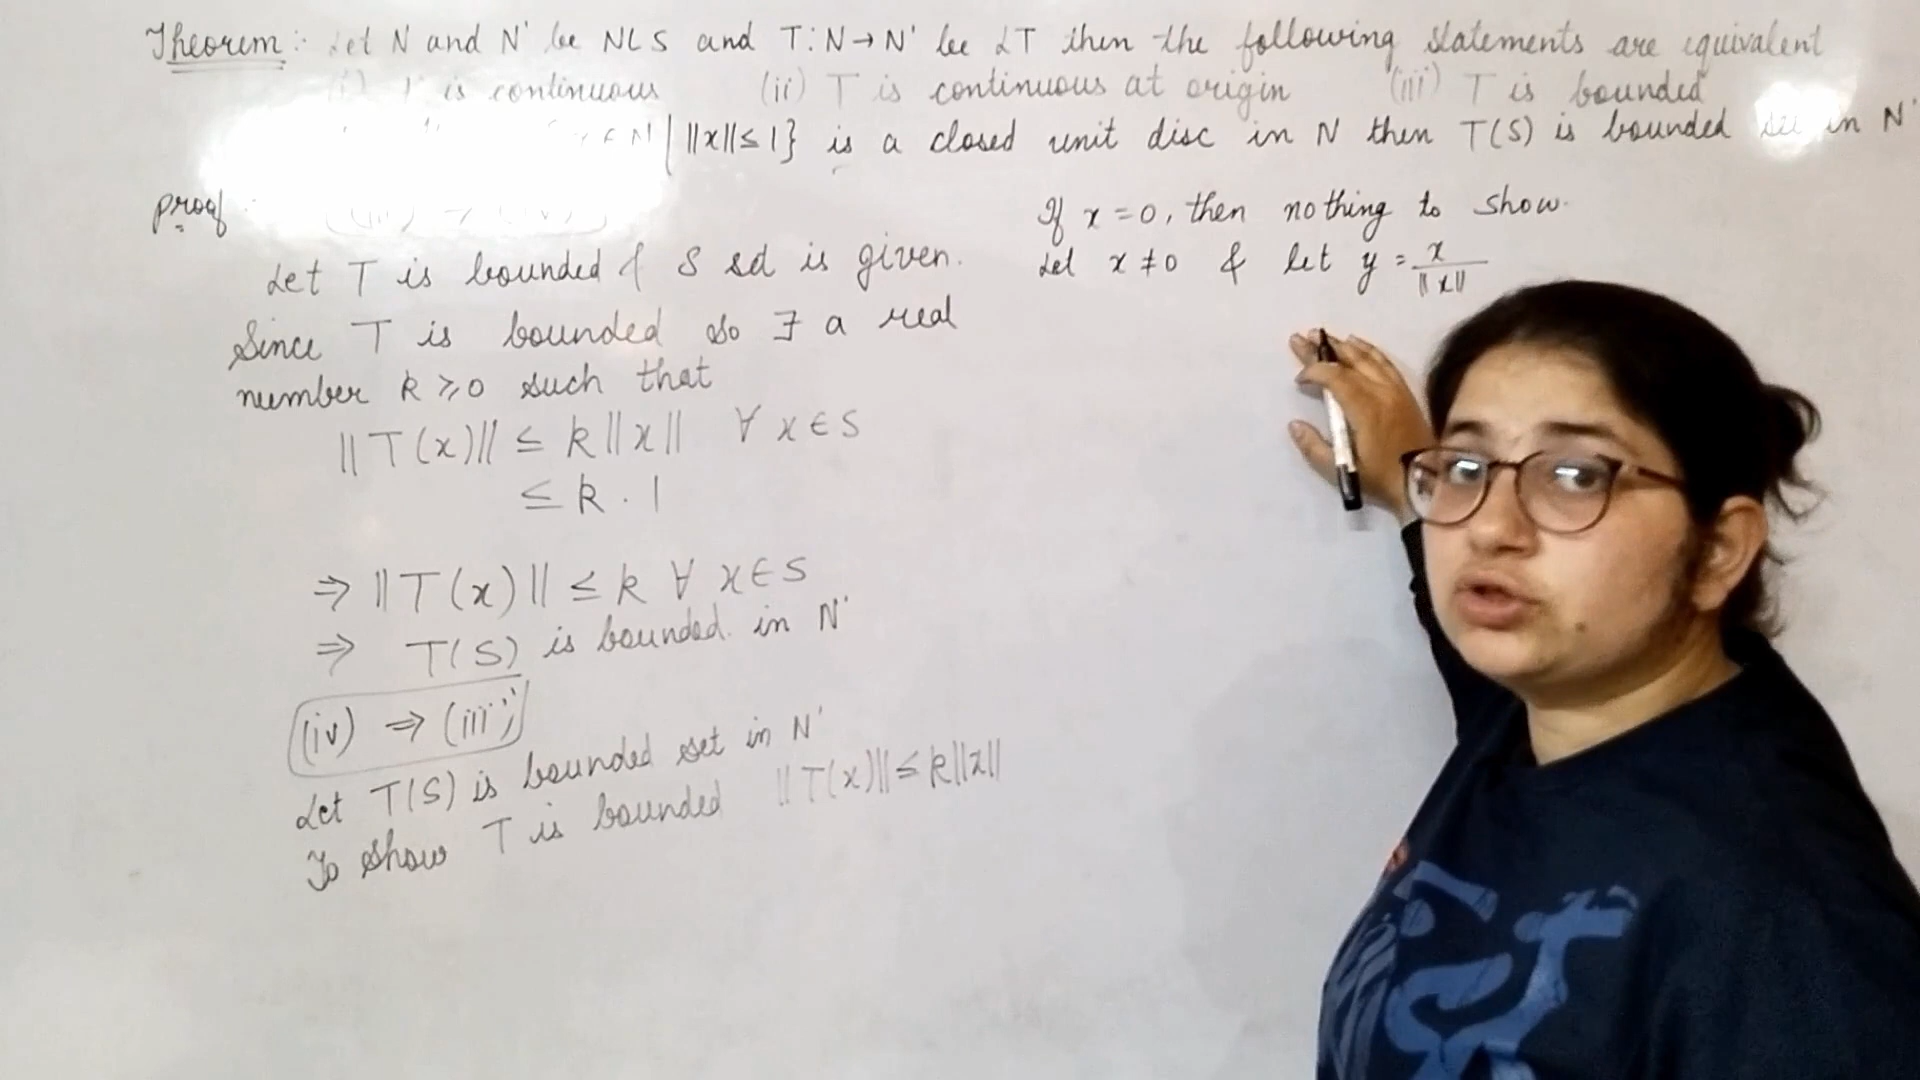 Theorem :- Let N and N' be NLS and T : N → N' be LT then the following statements are equivalent
is continuous (ii) T is continuous at origin (iii) T is bounded
| ||x|| ≤ 1} is a closed unit disc in N then T(S) is bounded set in N'
proof
Let T is bounded & S sd is given.
Since T is bounded so ∃ a real
number k ≥ 0 such that
||T(x)|| ≤ k ||x|| ∀ x ∈ S
≤ k . 1
⇒ ||T(x)|| ≤ k ∀ x ∈ S
⇒ T(S) is bounded. in N'
(iv) ⇒ (iii)
Let T(S) is bounded set in N'
To show T is bounded ||T(x)|| ≤ k||x||
If x = 0, then nothing to show.
Let x ≠ 0 & let y = x / ||x||